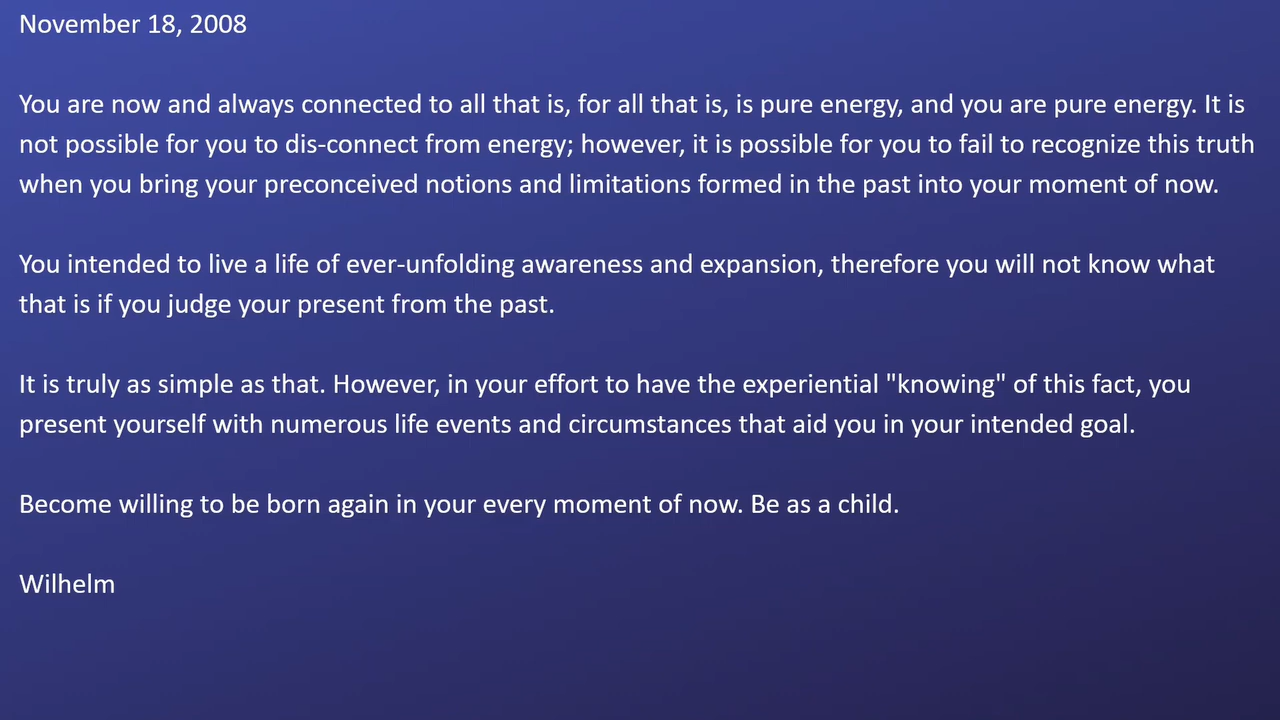 November 18, 2008
You are now and always connected to all that is, for all that is, is pure energy, and you are pure energy. It is
not possible for you to dis-connect from energy; however, it is possible for you to fail to recognize this truth
when you bring your preconceived notions and limitations formed in the past into your moment of now.
You intended to live a life of ever-unfolding awareness and expansion, therefore you will not know what
that is if you judge your present from the past.
It is truly as simple as that. However, in your effort to have the experiential "knowing" of this fact, you
present yourself with numerous life events and circumstances that aid you in your intended goal.
Become willing to be born again in your every moment of now. Be as a child.
Wilhelm